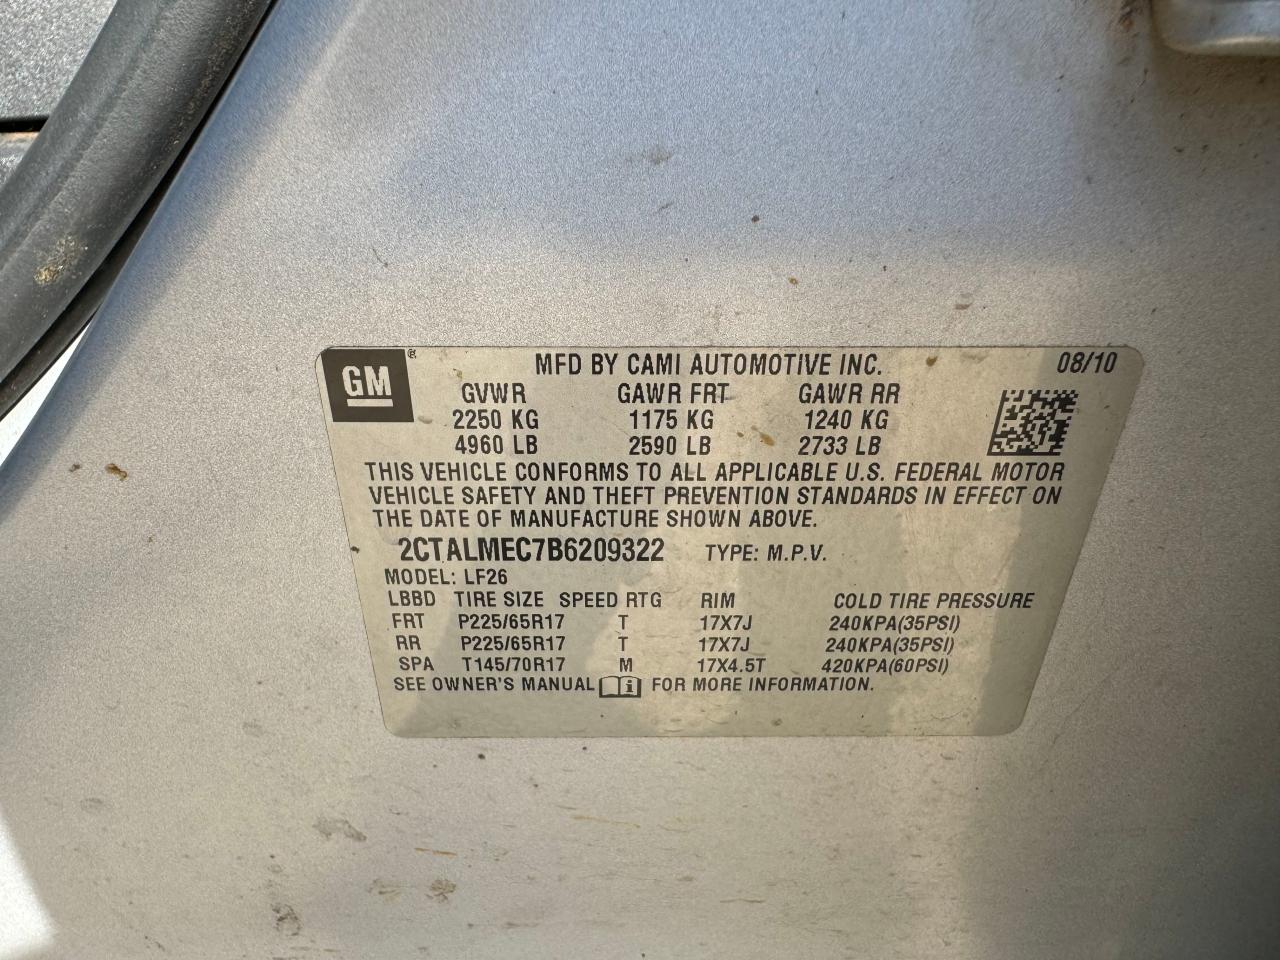 GM
MFD BY CAMI AUTOMOTIVE INC. 08/10
GVWR GAWR FRT GAWR RR
2250 KG 1175 KG 1240 KG
4960 LB 2590 LB 2733 LB
THIS VEHICLE CONFORMS TO ALL APPLICABLE U.S. FEDERAL MOTOR
VEHICLE SAFETY AND THEFT PREVENTION STANDARDS IN EFFECT ON
THE DATE OF MANUFACTURE SHOWN ABOVE.
2CTALMEC7B6209322 TYPE: M.P.V.
MODEL: LF26
LBBD TIRE SIZE SPEED RTG RIM COLD TIRE PRESSURE
FRT P225/65R17 T 17X7J 240KPA(35PSI)
RR P225/65R17 T 17X7J 240KPA(35PSI)
SPA T145/70R17 M 17X4.5T 420KPA(60PSI)
SEE OWNER'S MANUAL i FOR MORE INFORMATION.